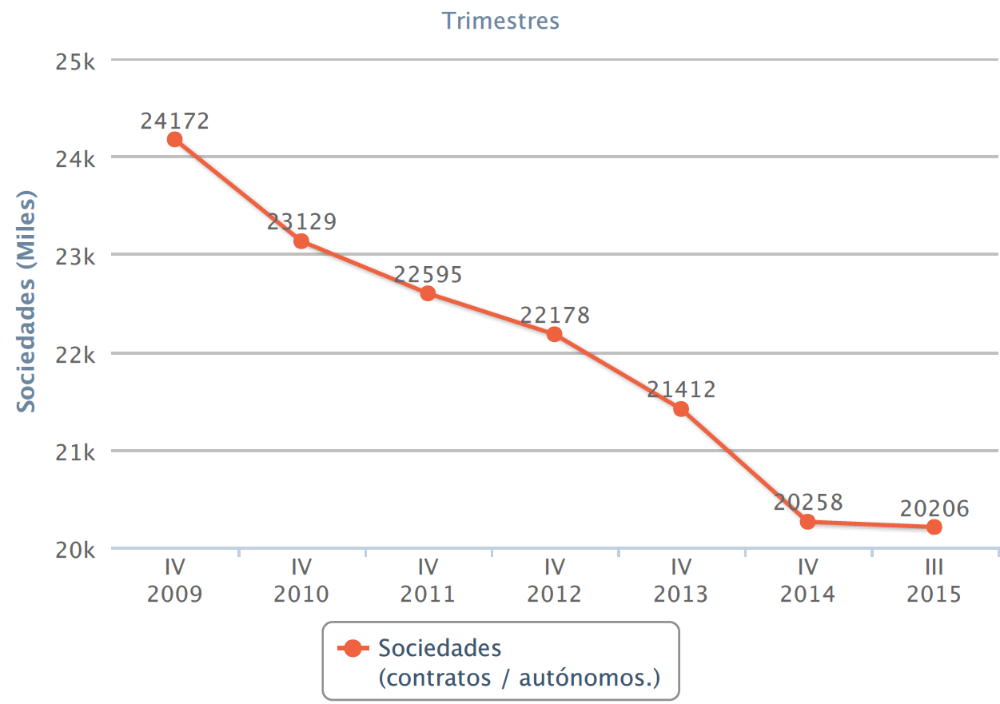 Trimestres
25k
24k
23k
22k
21k
20k
Sociedades (Miles)
24172
23129
22595
22178
21412
20258
20206
IV
2009
IV
2010
IV
2011
IV
2012
IV
2013
IV
2014
III
2015
Sociedades
(contratos / autónomos.)